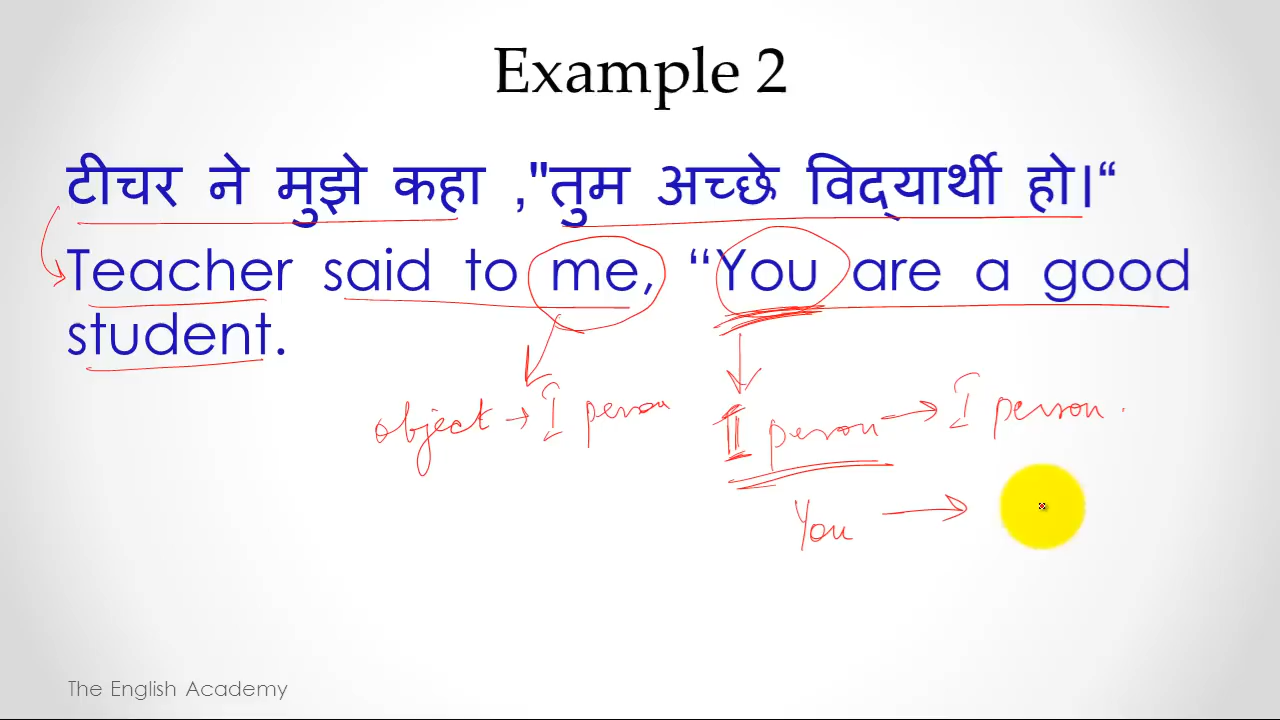 Example 2
टीचर ने मुझे कहा ,"तुम अच्छे विद्यार्थी हो।“
Teacher said to me, “You are a good
student.
object → I person II person → I person.
You →
The English Academy